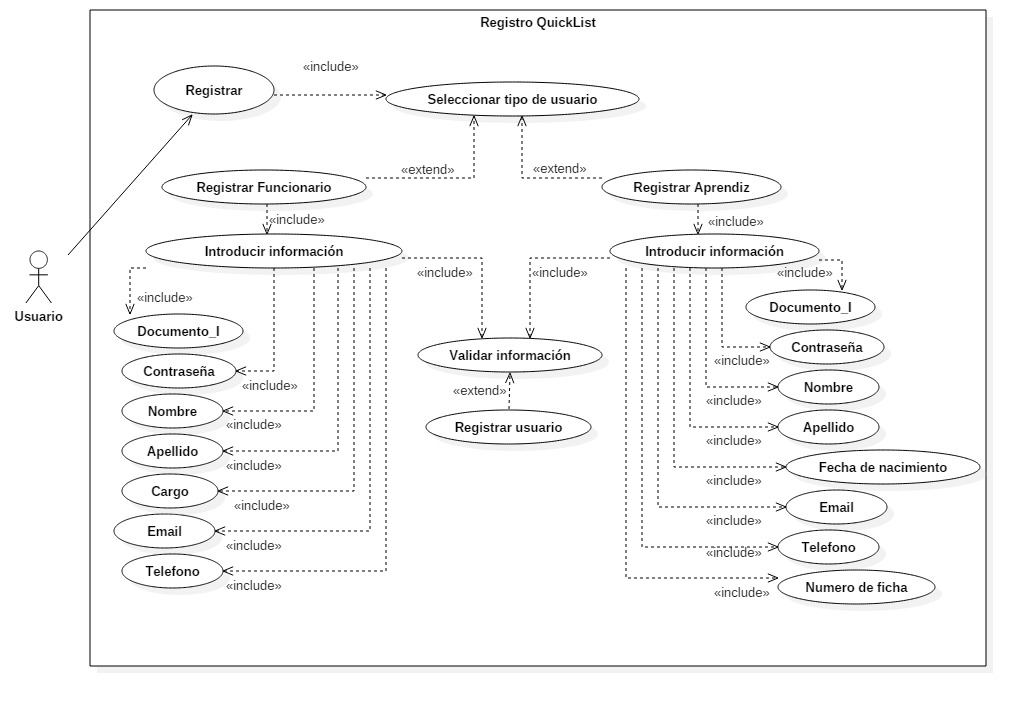 Registro QuickList
«include»
Registrar
Seleccionar tipo de usuario
«extend»
«extend»
Registrar Funcionario
Registrar Aprendiz
«include»
«include»
Introducir información
Introducir información
«include»
«include»
«include»
«include»
Documento_I
Documento_I
Usuario
Contraseña
Validar información
Contraseña
«include»
«include»
«extend»
Nombre
Nombre
«include»
«include»
Registrar usuario
Apellido
Apellido
«include»
«include»
Cargo
Fecha de nacimiento
«include»
«include»
Email
Email
«include»
«include»
Telefono
Telefono
«include»
«include»
Numero de ficha
«include»